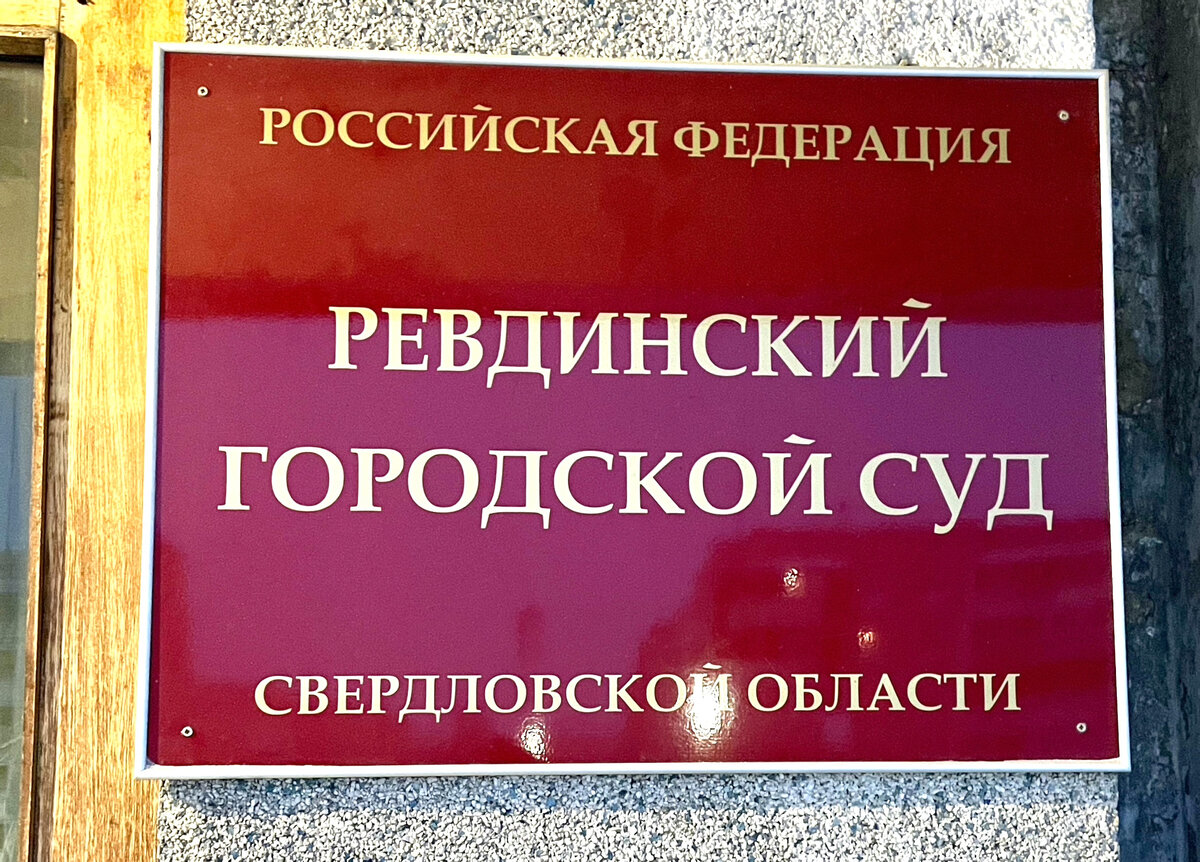 РОССИЙСКАЯ ФЕДЕРАЦИЯ
РЕВДИНСКИЙ
ГОРОДСКОЙ СУД
СВЕРДЛОВСКОЙ ОБЛАСТИ